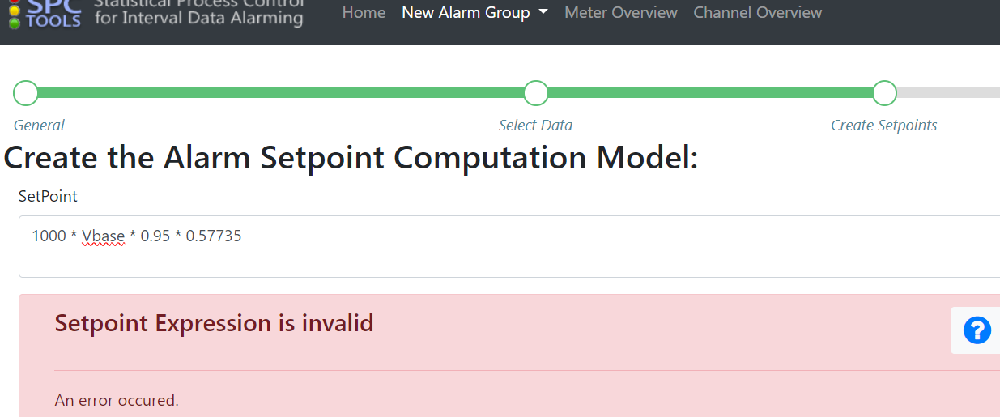 SPC
TOOLS
Statistical Process Control
for Interval Data Alarming
Home New Alarm Group Meter Overview Channel Overview
General Select Data Create Setpoints
Create the Alarm Setpoint Computation Model:
SetPoint
1000 * Vbase * 0.95 * 0.57735
Setpoint Expression is invalid
?
An error occured.